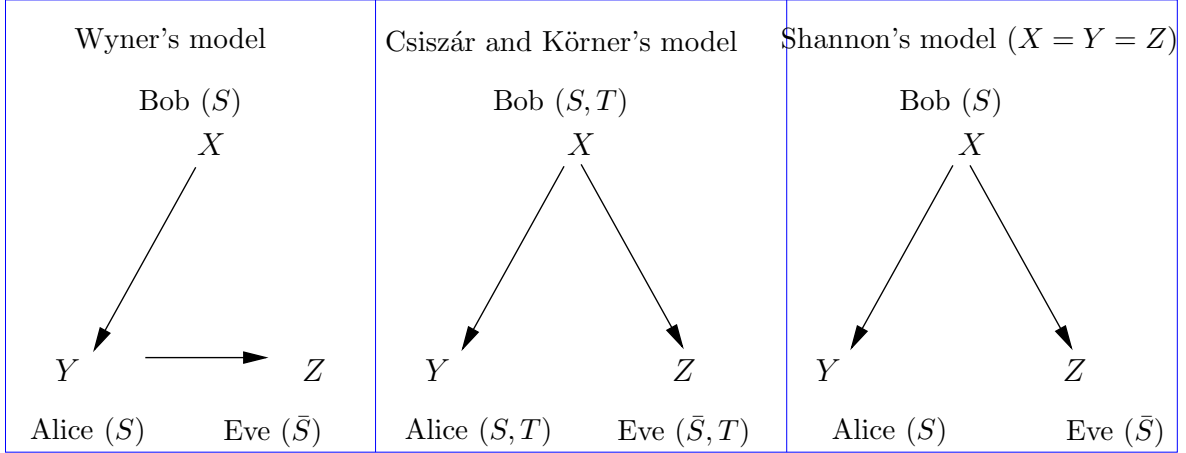 Wyner's model
Bob (S)
X
Y
Z
Alice (S)
Eve (S̄)
Csiszár and Körner's model
Bob (S, T)
X
Y
Z
Alice (S, T)
Eve (S̄, T)
Shannon's model (X = Y = Z)
Bob (S)
X
Y
Z
Alice (S)
Eve (S̄)